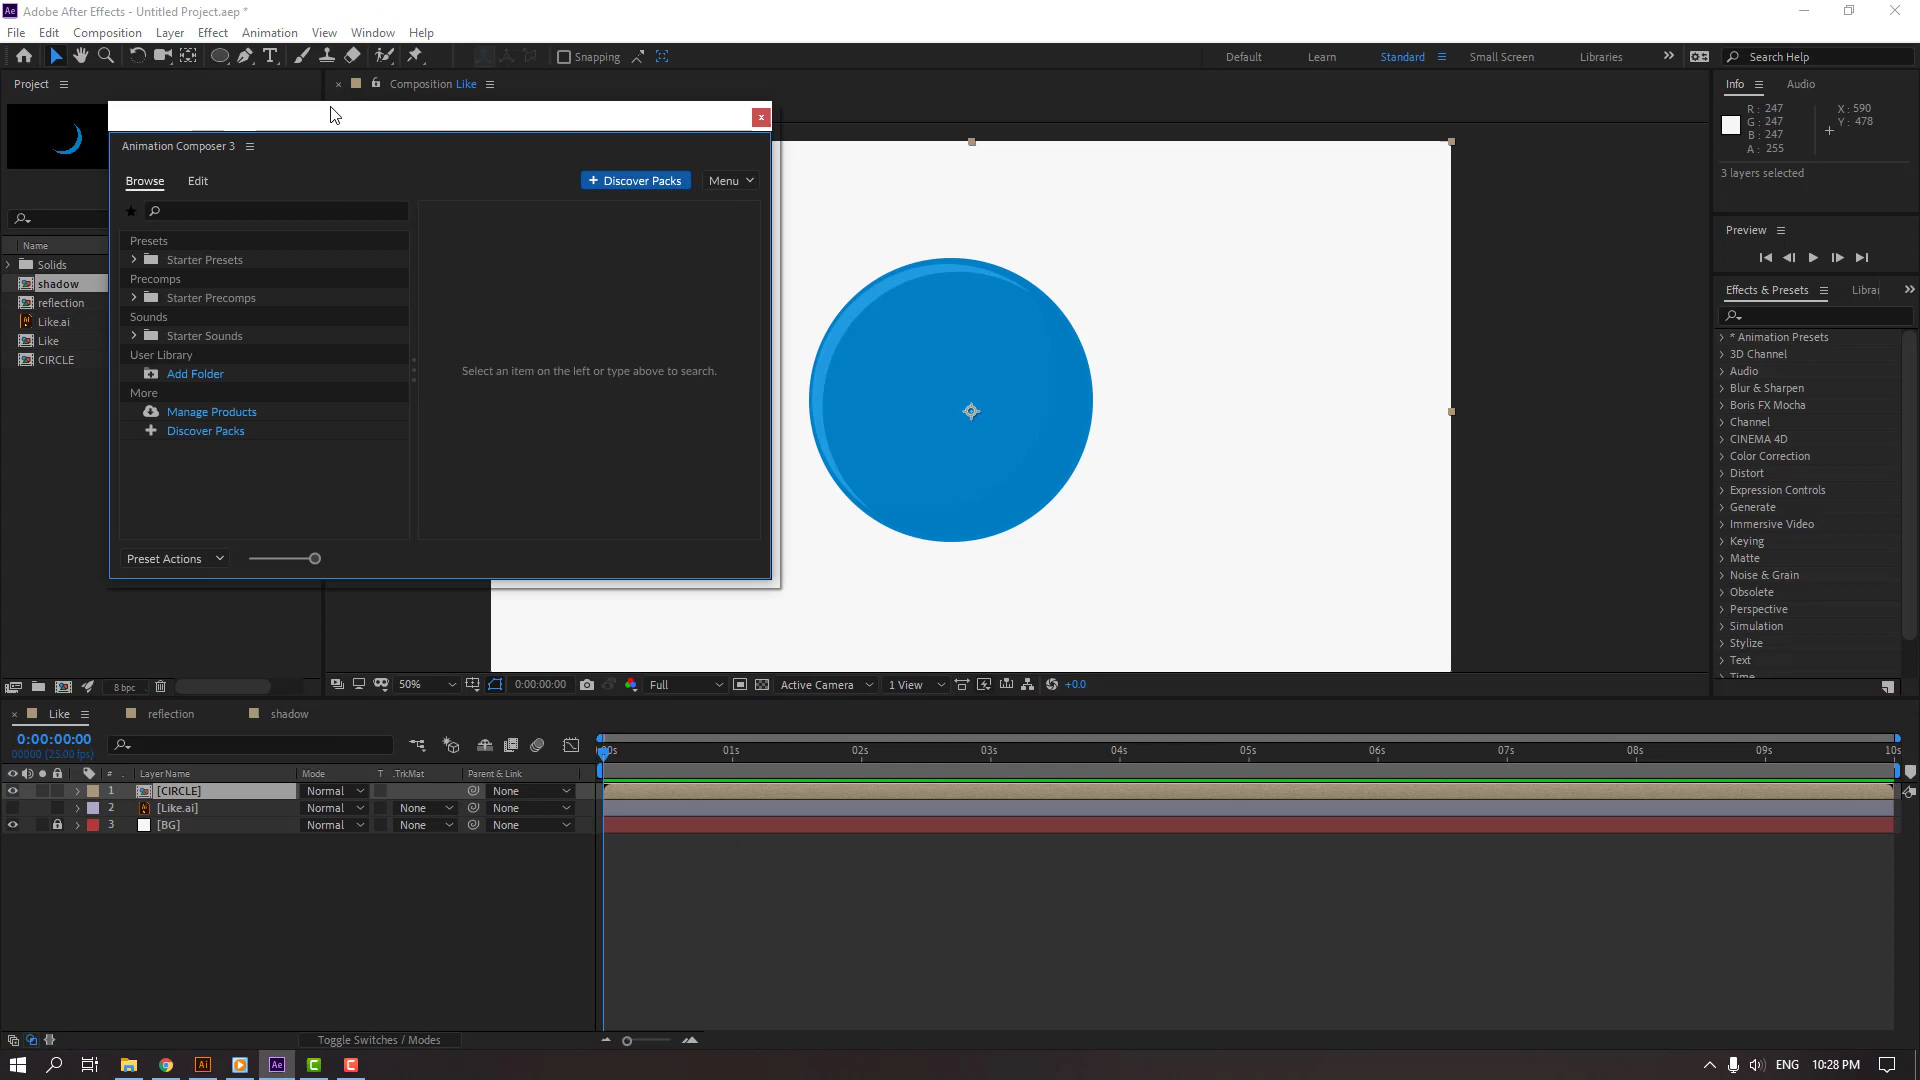 Adobe After Effects - Untitled Project.aep *
File Edit Composition Layer Effect Animation View Window Help
Snapping
Default Learn Standard Small Screen Libraries
Search Help
Project
Composition Like
Info Audio
R: 247
G: 247
B: 247
A: 255
X: 590
Y: 478
3 layers selected
Animation Composer 3
Browse Edit
+ Discover Packs
Menu
Presets
Starter Presets
Precomps
Starter Precomps
Sounds
Starter Sounds
User Library
Add Folder
More
Manage Products
Discover Packs
Select an item on the left or type above to search.
Preset Actions
Name
Solids
shadow
reflection
Like.ai
Like
CIRCLE
Preview
Effects & Presets
* Animation Presets
3D Channel
Audio
Blur & Sharpen
Boris FX Mocha
Channel
CINEMA 4D
Color Correction
Distort
Expression Controls
Generate
Immersive Video
Keying
Matte
Noise & Grain
Obsolete
Perspective
Simulation
Stylize
Text
8 bpc
50%
0:00:00:00
Full
Active Camera
1 View
+0.0
Like
reflection
shadow
0:00:00:00
00000 (25.00 fps)
01s 02s 03s 04s 05s 06s 07s 08s 09s 10s
# Layer Name Mode T .TrkMat Parent & Link
1 [CIRCLE] Normal None
2 [Like.ai] Normal None None
3 [BG] Normal None None
Toggle Switches / Modes
Ai
Ae
ENG
10:28 PM